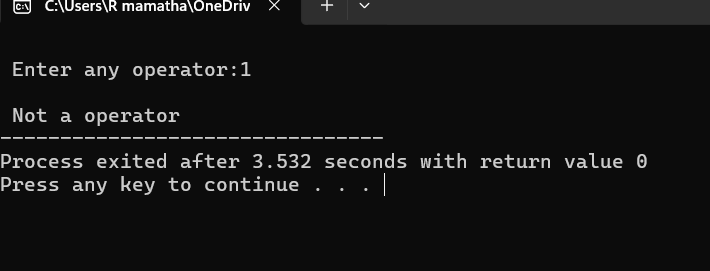 C:\Users\R mamatha\OneDriv
Enter any operator:1
Not a operator
--------------------------------
Process exited after 3.532 seconds with return value 0
Press any key to continue . . .